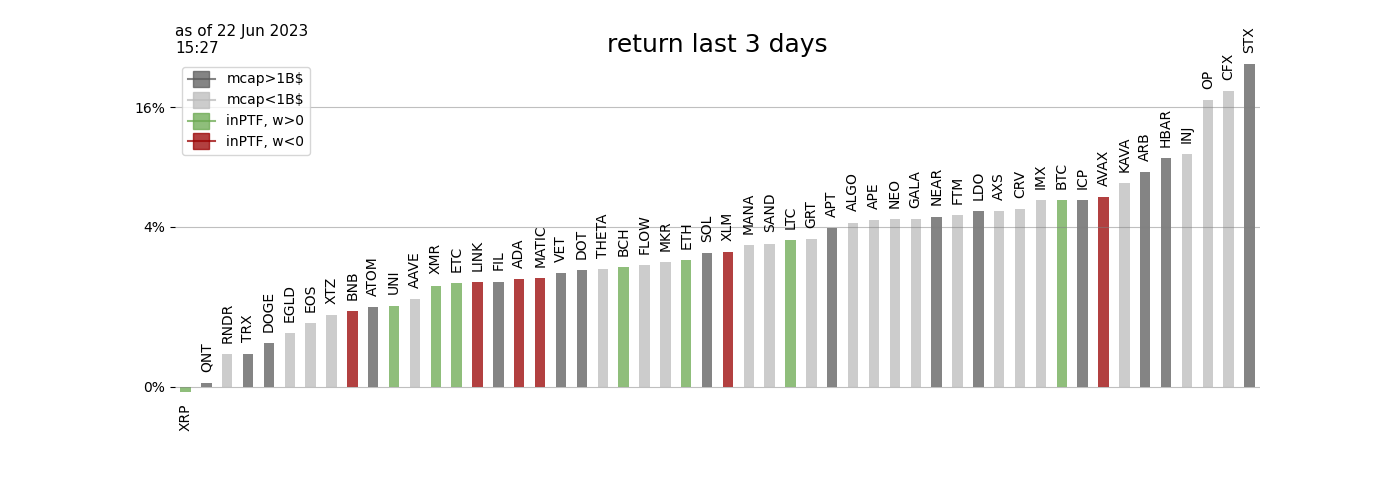 as of 22 Jun 2023
15:27
return last 3 days
mcap>1B$
mcap<1B$
inPTF, w>0
inPTF, w<0
16%
4%
0%
XRP
QNT
RNDR
TRX
DOGE
EGLD
EOS
XTZ
BNB
ATOM
UNI
AAVE
XMR
ETC
LINK
FIL
ADA
MATIC
VET
DOT
THETA
BCH
FLOW
MKR
ETH
SOL
XLM
MANA
SAND
LTC
GRT
APT
ALGO
APE
NEO
GALA
NEAR
FTM
LDO
AXS
CRV
IMX
BTC
ICP
AVAX
KAVA
ARB
HBAR
INJ
OP
CFX
STX